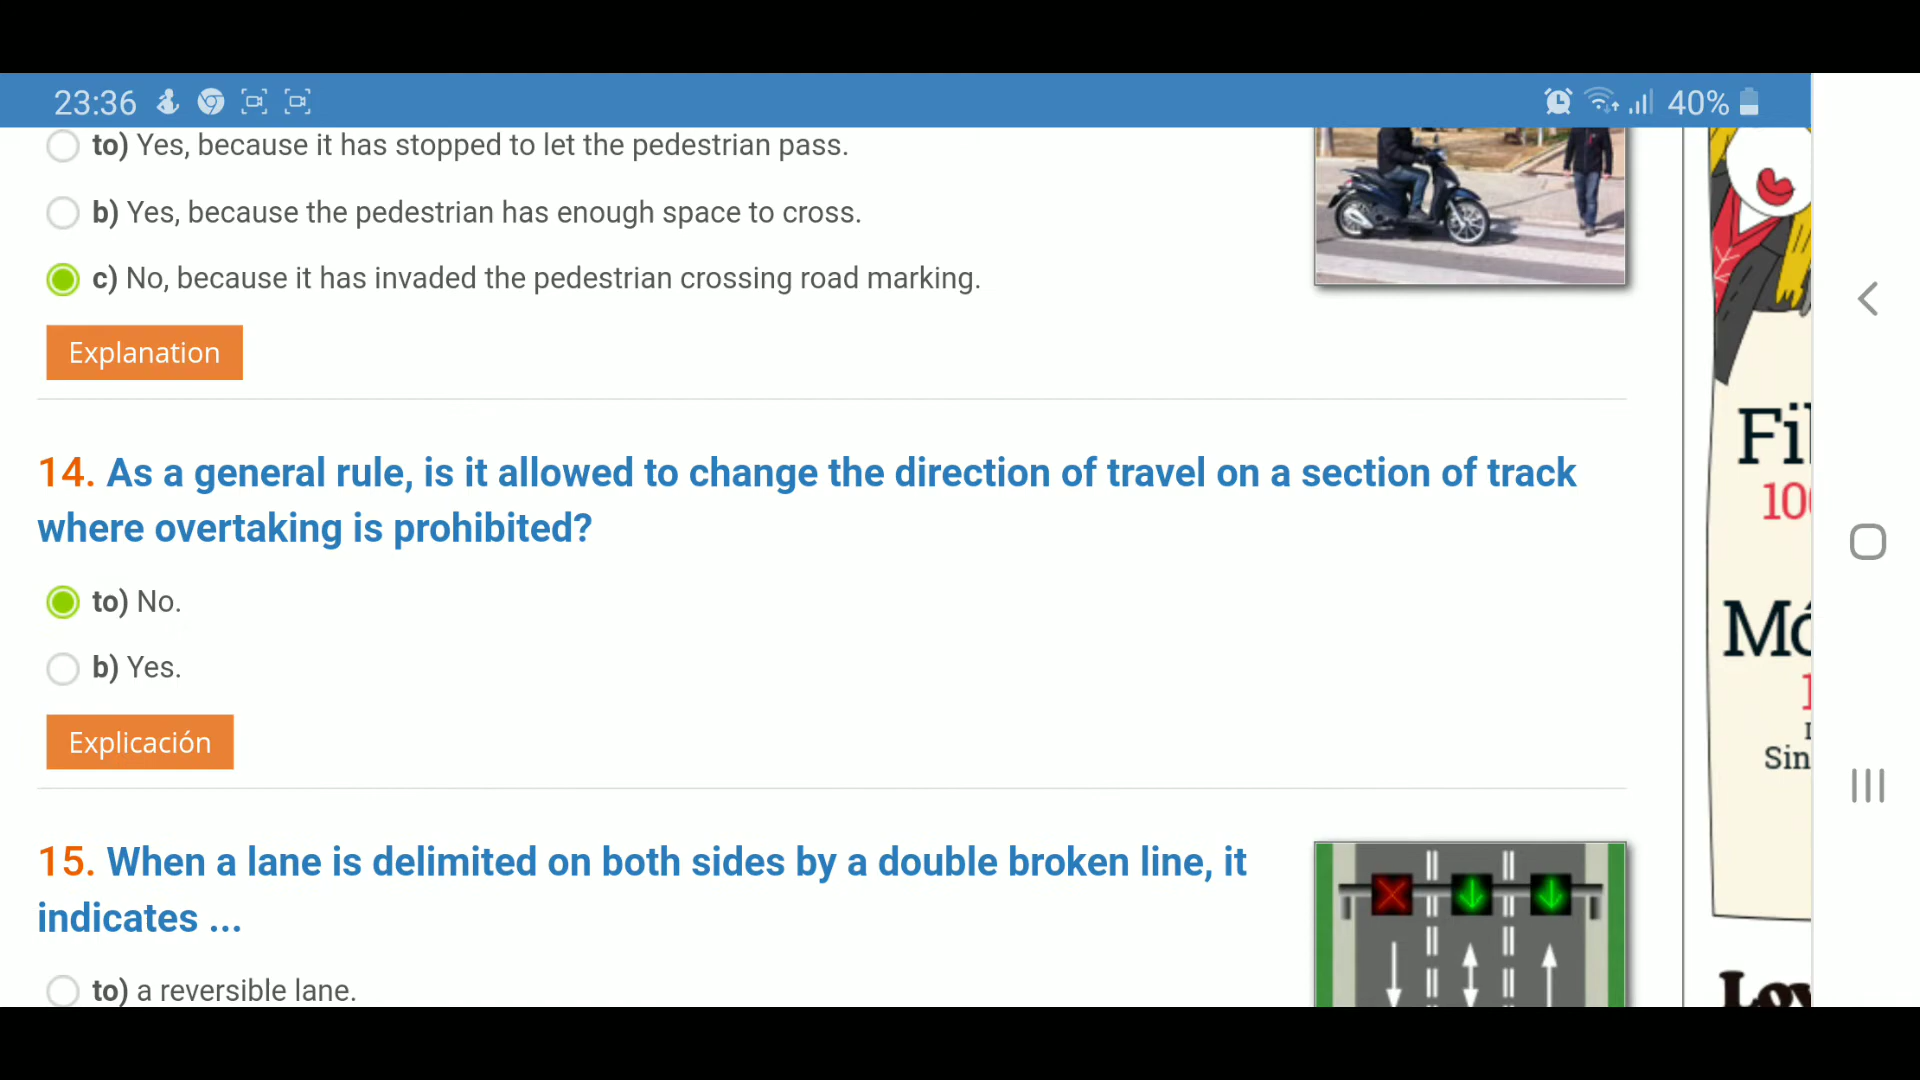 23:36
40%
to) Yes, because it has stopped to let the pedestrian pass.
b) Yes, because the pedestrian has enough space to cross.
c) No, because it has invaded the pedestrian crossing road marking.
Explanation
14. As a general rule, is it allowed to change the direction of travel on a section of track
where overtaking is prohibited?
to) No.
b) Yes.
Explicación
15. When a lane is delimited on both sides by a double broken line, it
indicates ...
to) a reversible lane.
Sin